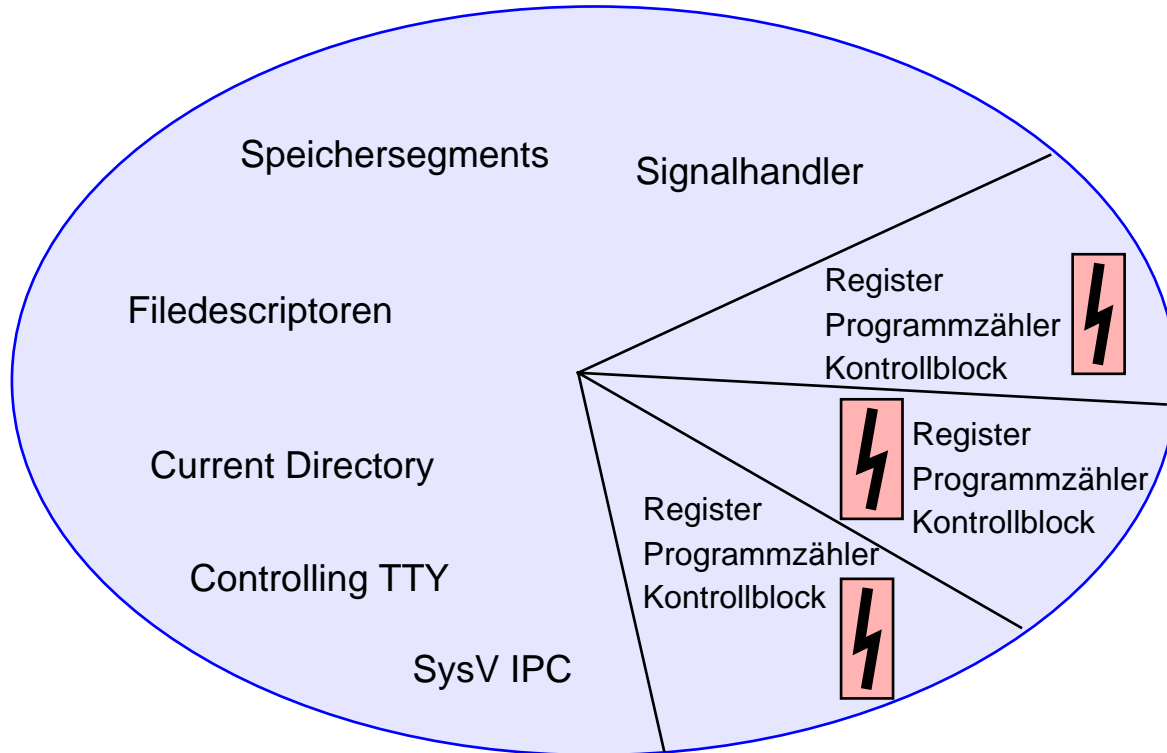 Speichersegments
Signalhandler
Filedescriptoren
Current Directory
Controlling TTY
SysV IPC
Register
Programmzähler
Kontrollblock
Register
Programmzähler
Kontrollblock
Register
Programmzähler
Kontrollblock